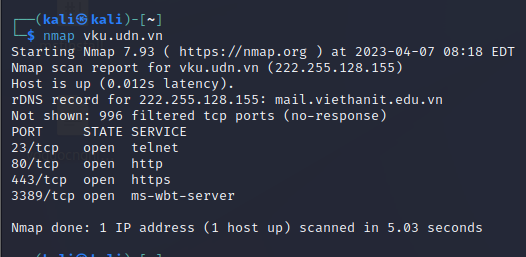 ┌──(kali㉿kali)-[~]
└─$ nmap vku.udn.vn
Starting Nmap 7.93 ( https://nmap.org ) at 2023-04-07 08:18 EDT
Nmap scan report for vku.udn.vn (222.255.128.155)
Host is up (0.012s latency).
rDNS record for 222.255.128.155: mail.viethanit.edu.vn
Not shown: 996 filtered tcp ports (no-response)
PORT     STATE SERVICE
23/tcp   open  telnet
80/tcp   open  http
443/tcp  open  https
3389/tcp open  ms-wbt-server
Nmap done: 1 IP address (1 host up) scanned in 5.03 seconds